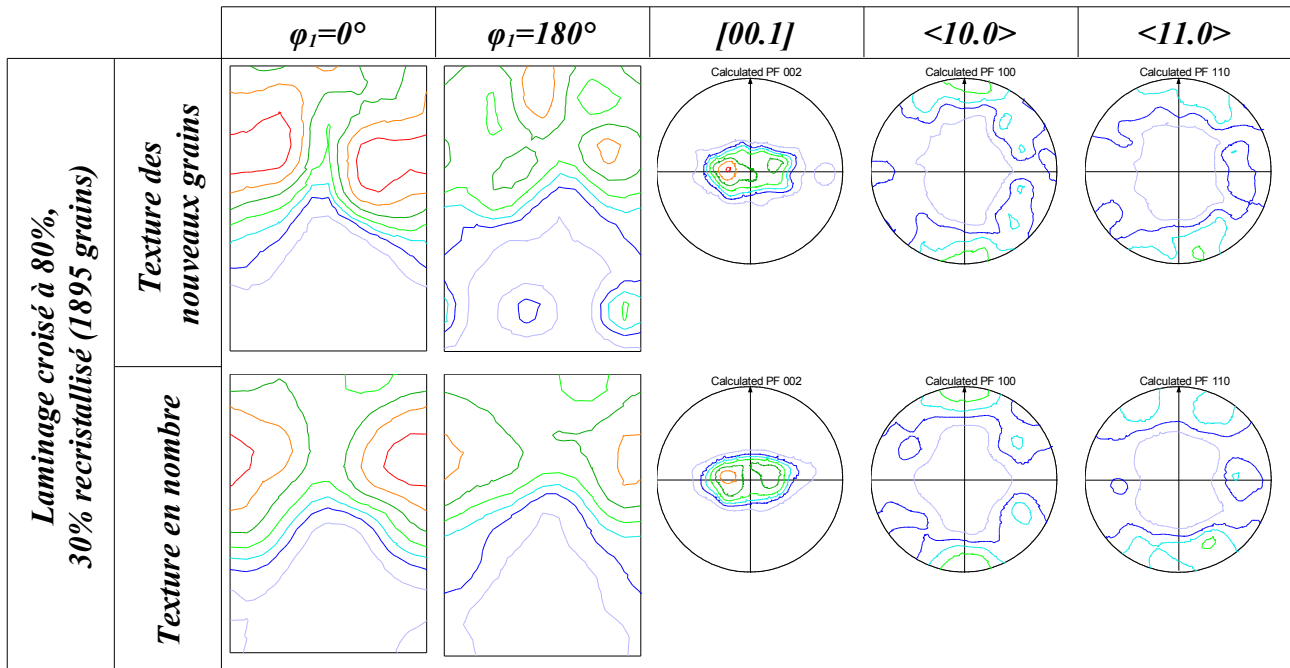 φ₁=0°
φ₁=180°
[00.1]
<10.0>
<11.0>
Laminage croisé à 80%,
30% recristallisé (1895 grains)
Texture des
nouveaux grains
Calculated PF 002
Calculated PF 100
Calculated PF 110
Texture en nombre
Calculated PF 002
Calculated PF 100
Calculated PF 110